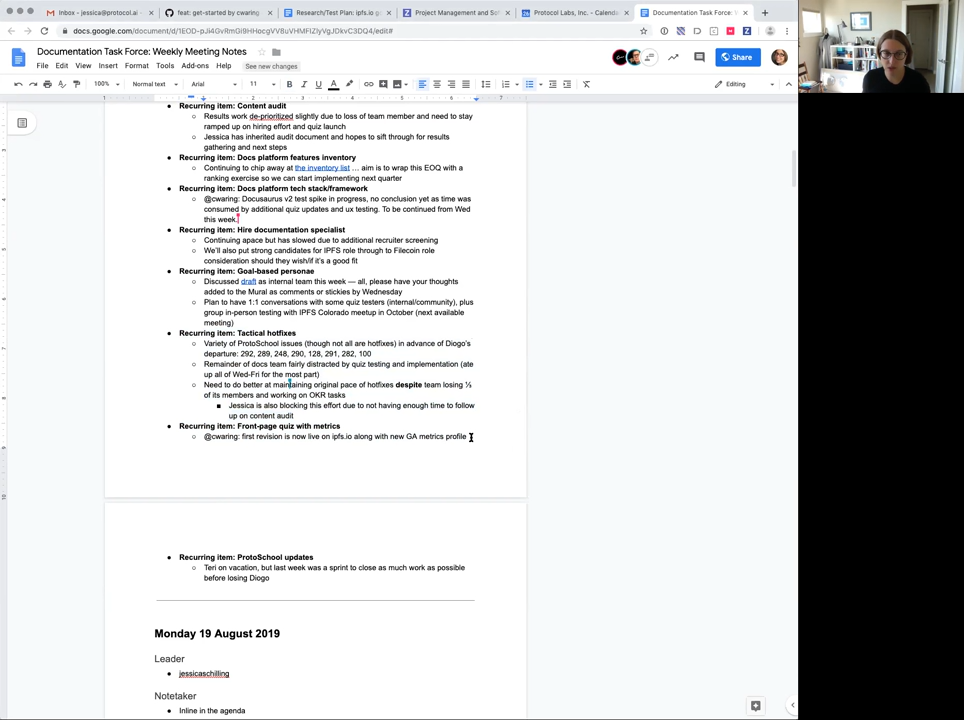 Inbox - jessica@protocol.ai -
feat: get-started by cwaring
Research/Test Plan: ipfs.io g
Project Management and Sof
Protocol Labs, Inc. - Calenda
Documentation Task Force: W
Documentation Task Force: Weekly Meeting Notes
File Edit View Insert Format Tools Add-ons Help See new changes
Share
100% Normal text Arial 11 Editing
Recurring item: Content audit
Results work de-prioritized slightly due to loss of team member and need to stay
ramped up on hiring effort and quiz launch
Jessica has inherited audit document and hopes to sift through for results
gathering and next steps
Recurring item: Docs platform features inventory
Continuing to chip away at the inventory list … aim is to wrap this EOQ with a
ranking exercise so we can start implementing next quarter
Recurring item: Docs platform tech stack/framework
@cwaring: Docusaurus v2 test spike in progress, no conclusion yet as time was
consumed by additional quiz updates and ux testing. To be continued from Wed
this week.
Recurring item: Hire documentation specialist
Continuing apace but has slowed due to additional recruiter screening
We'll also put strong candidates for IPFS role through to Filecoin role
consideration should they wish/if it's a good fit
Recurring item: Goal-based personae
Discussed draft as internal team this week — all, please have your thoughts
added to the Mural as comments or stickies by Wednesday
Plan to have 1:1 conversations with some quiz testers (internal/community), plus
group in-person testing with IPFS Colorado meetup in October (next available
meeting)
Recurring item: Tactical hotfixes
Variety of ProtoSchool issues (though not all are hotfixes) in advance of Diogo's
departure: 292, 289, 248, 290, 128, 291, 282, 100
Remainder of docs team fairly distracted by quiz testing and implementation (ate
up all of Wed-Fri for the most part)
Need to do better at maintaining original pace of hotfixes despite team losing ⅓
of its members and working on OKR tasks
Jessica is also blocking this effort due to not having enough time to follow
up on content audit
Recurring item: Front-page quiz with metrics
@cwaring: first revision is now live on ipfs.io along with new GA metrics profile
Recurring item: ProtoSchool updates
Teri on vacation, but last week was a sprint to close as much work as possible
before losing Diogo
Monday 19 August 2019
Leader
jessicaschilling
Notetaker
Inline in the agenda